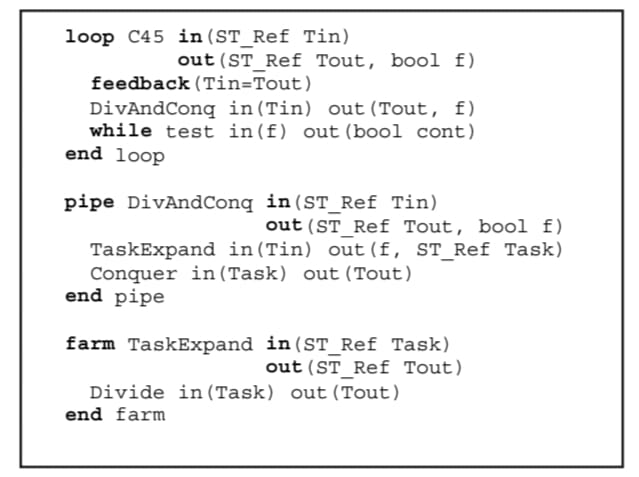 loop C45 in(ST_Ref Tin)
out(ST_Ref Tout, bool f)
feedback(Tin=Tout)
DivAndConq in(Tin) out(Tout, f)
while test in(f) out(bool cont)
end loop
pipe DivAndConq in(ST_Ref Tin)
out(ST_Ref Tout, bool f)
TaskExpand in(Tin) out(f, ST_Ref Task)
Conquer in(Task) out(Tout)
end pipe
farm TaskExpand in(ST_Ref Task)
out(ST_Ref Tout)
Divide in(Task) out(Tout)
end farm